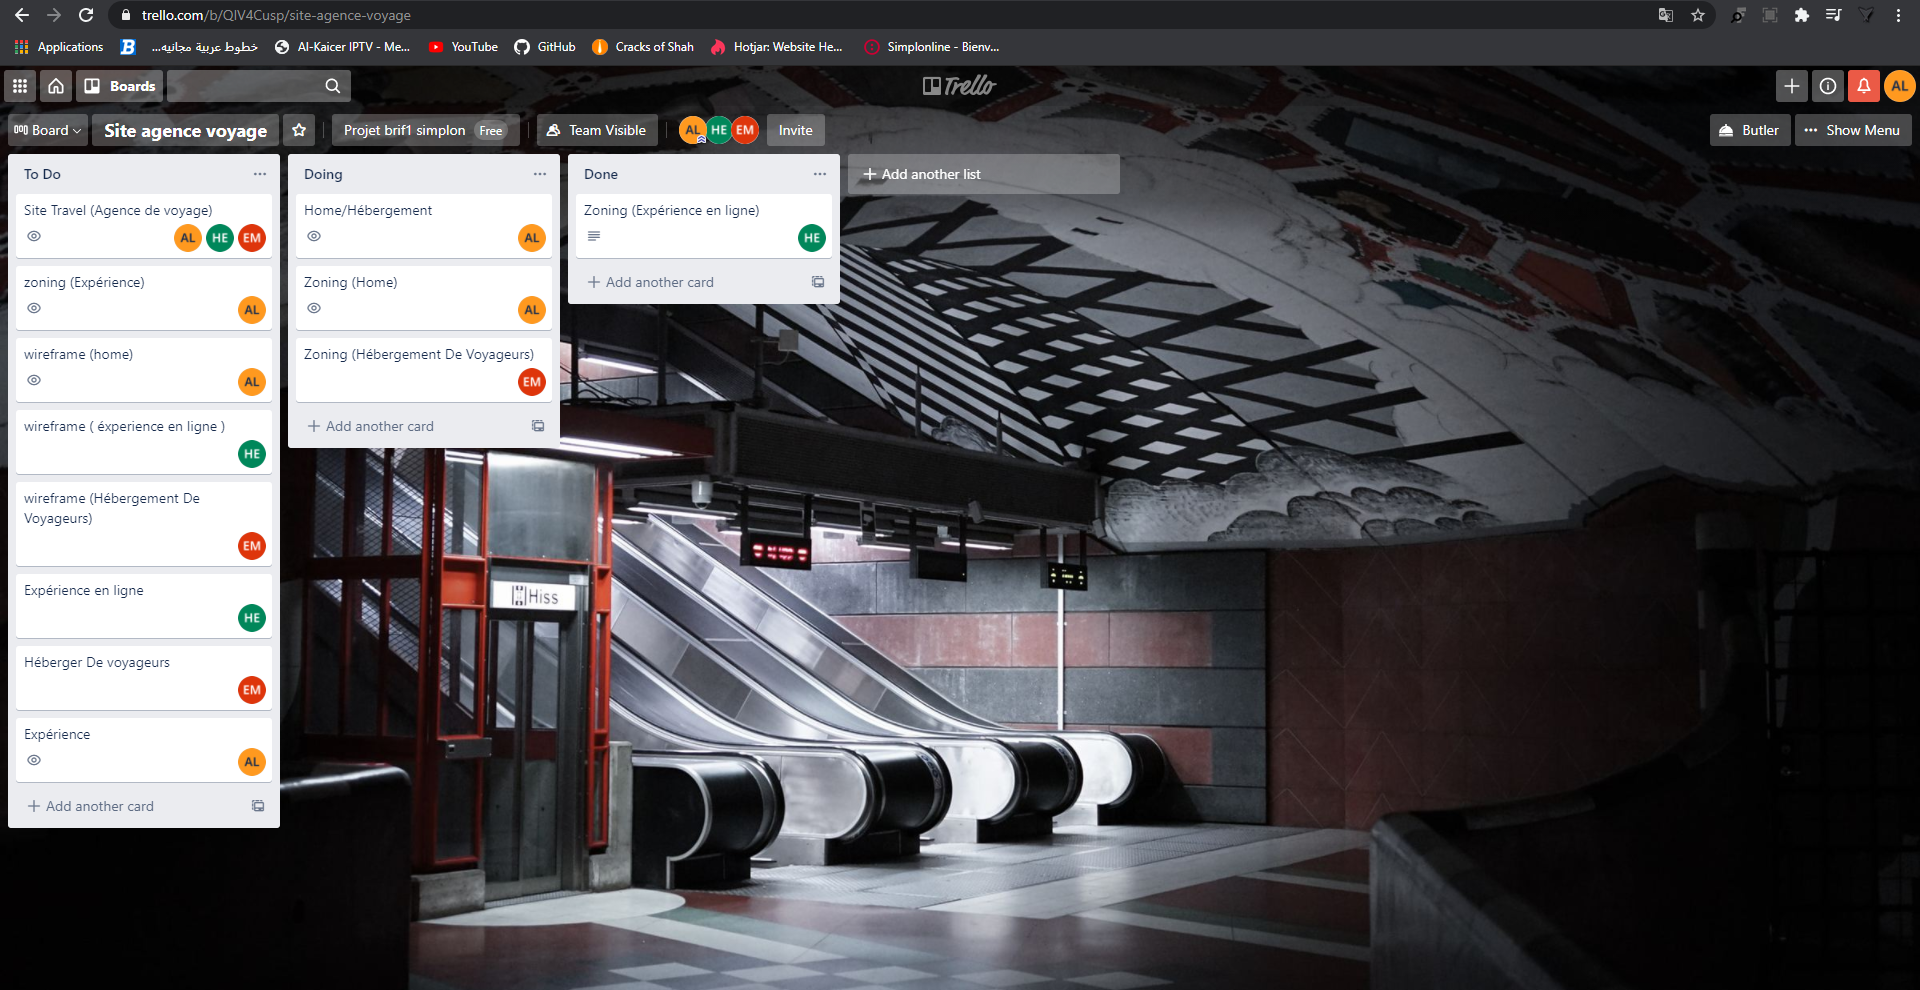 trello.com/b/QIV4Cusp/site-agence-voyage
Applications
خطوط عربية مجانيه...
Al-Kaicer IPTV - Me...
YouTube
GitHub
Cracks of Shah
Hotjar: Website He...
Simplonline - Bienv...
Boards
Trello
AL
Board
Site agence voyage
Projet brif1 simplon Free
Team Visible
AL HE EM
Invite
Butler
Show Menu
To Do
Site Travel (Agence de voyage)
AL HE EM
zoning (Expérience)
AL
wireframe (home)
AL
wireframe ( éxperience en ligne )
HE
wireframe (Hébergement De
Voyageurs)
EM
Expérience en ligne
HE
Héberger De voyageurs
EM
Expérience
AL
Add another card
Doing
Home/Hébergement
AL
Zoning (Home)
AL
Zoning (Hébergement De Voyageurs)
EM
Add another card
Done
Zoning (Expérience en ligne)
HE
Add another card
Add another list
Hiss